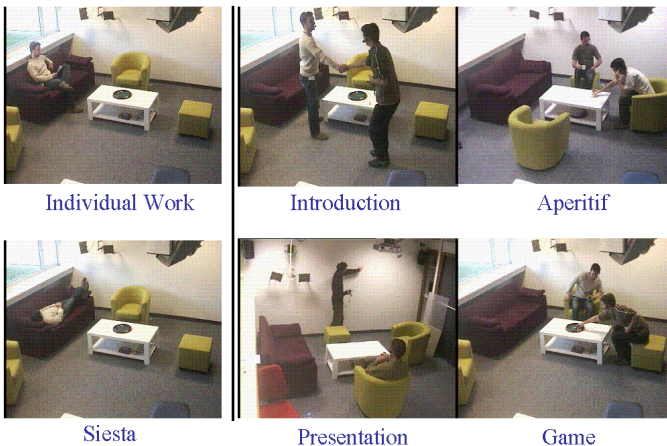 Individual Work
Introduction
Aperitif
Siesta
Presentation
Game